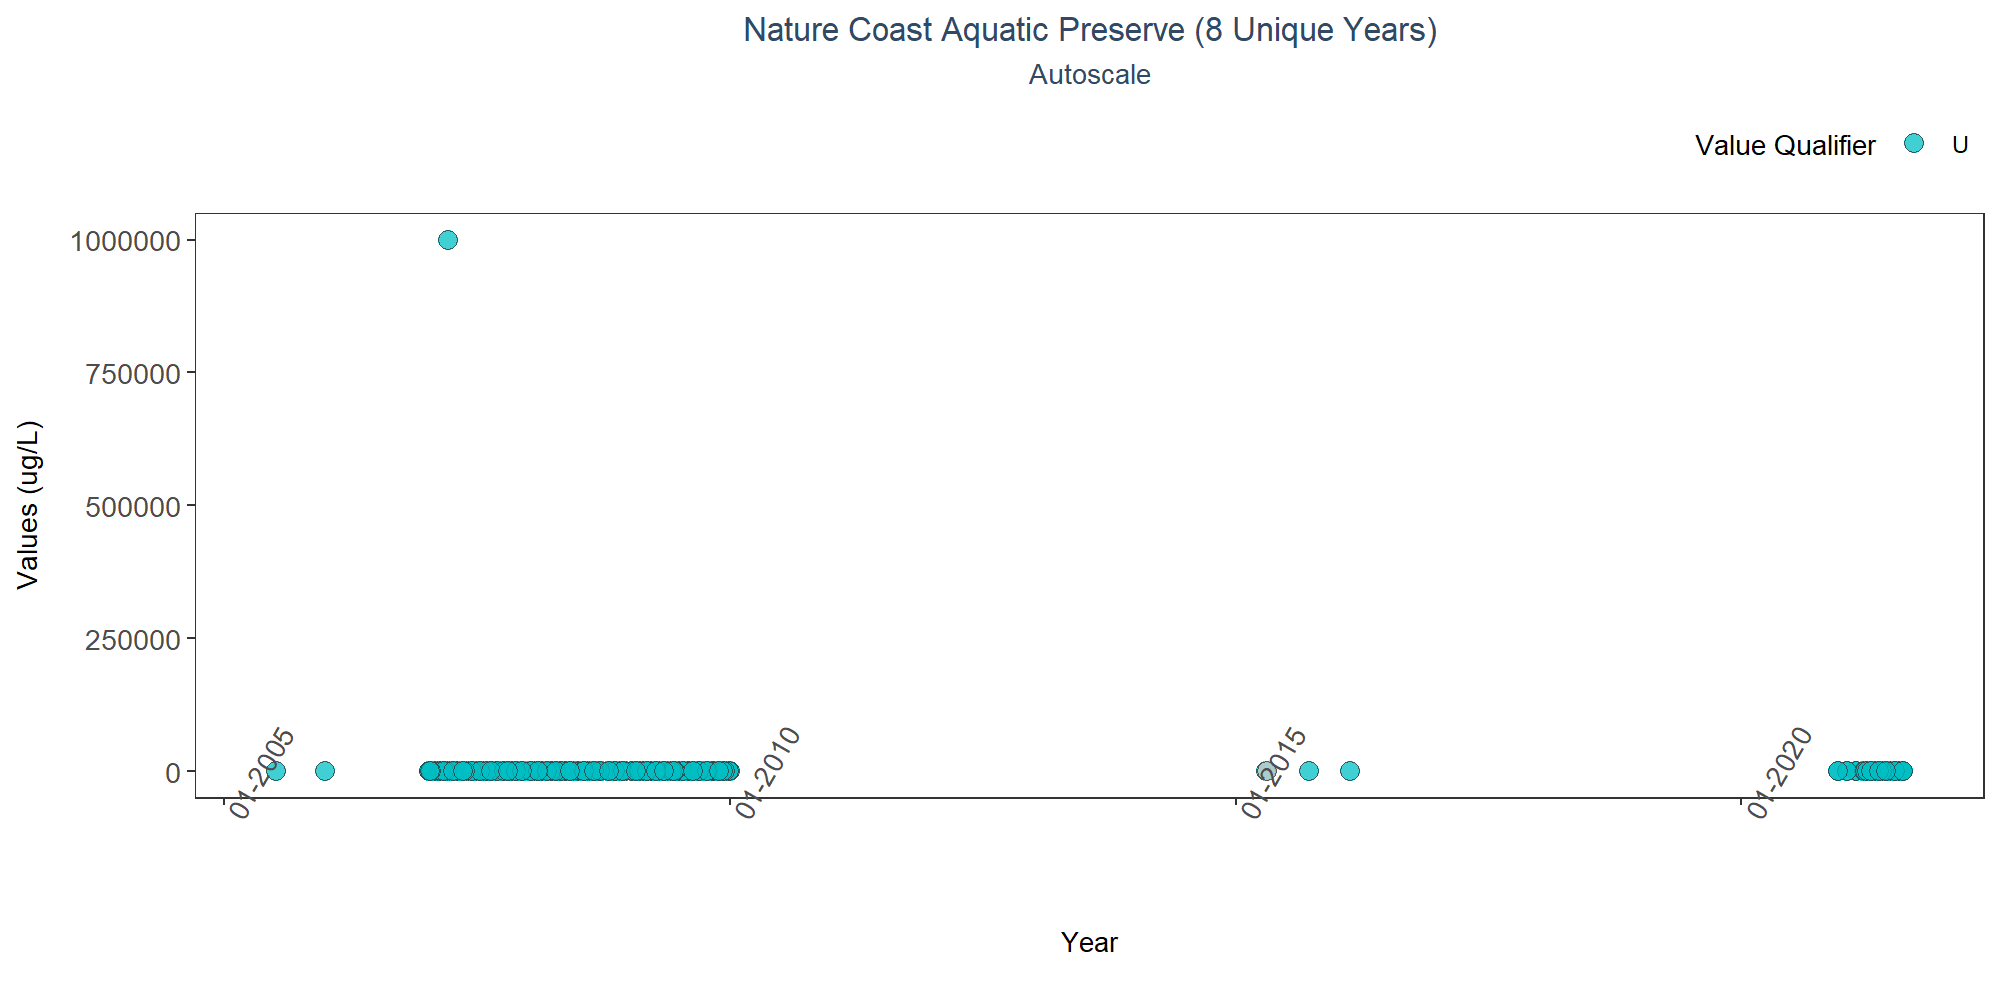 Nature Coast Aquatic Preserve (8 Unique Years)
Autoscale
Value Qualifier U
1000000
750000
500000
250000
0
Values (ug/L)
01-2005
01-2010
01-2015
01-2020
Year